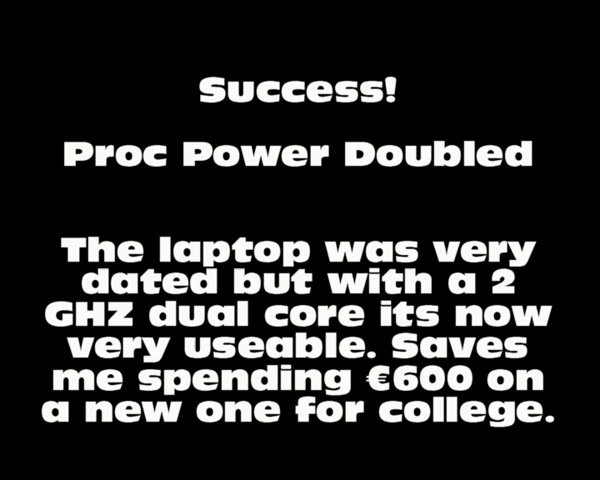 Success!
Proc Power Doubled
The laptop was very
dated but with a 2
GHZ dual core its now
very useable. Saves
me spending €600 on
a new one for college.